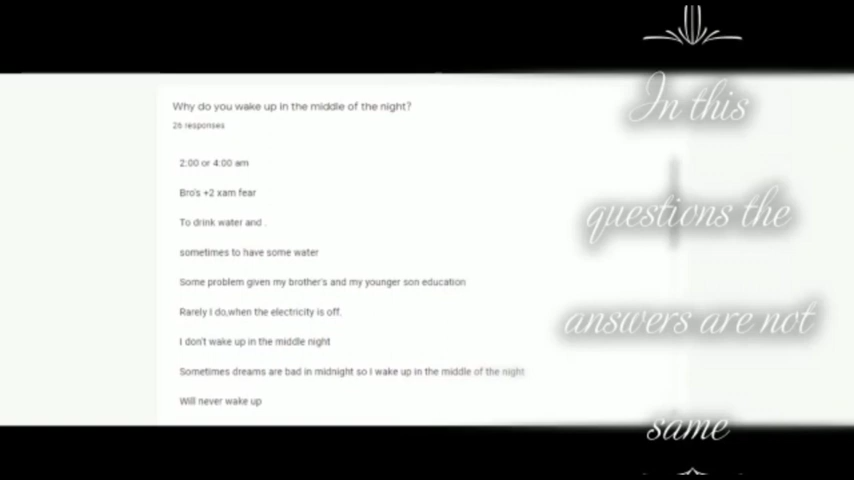 Why do you wake up in the middle of the night?
26 responses
2:00 or 4:00 am
Bro's +2 xam fear
To drink water and .
sometimes to have some water
Some problem given my brother's and my younger son education
Rarely I do,when the electricity is off.
I don't wake up in the middle night
Sometimes dreams are bad in midnight so I wake up in the middle of the night
Will never wake up
In this
questions the
answers are not
same